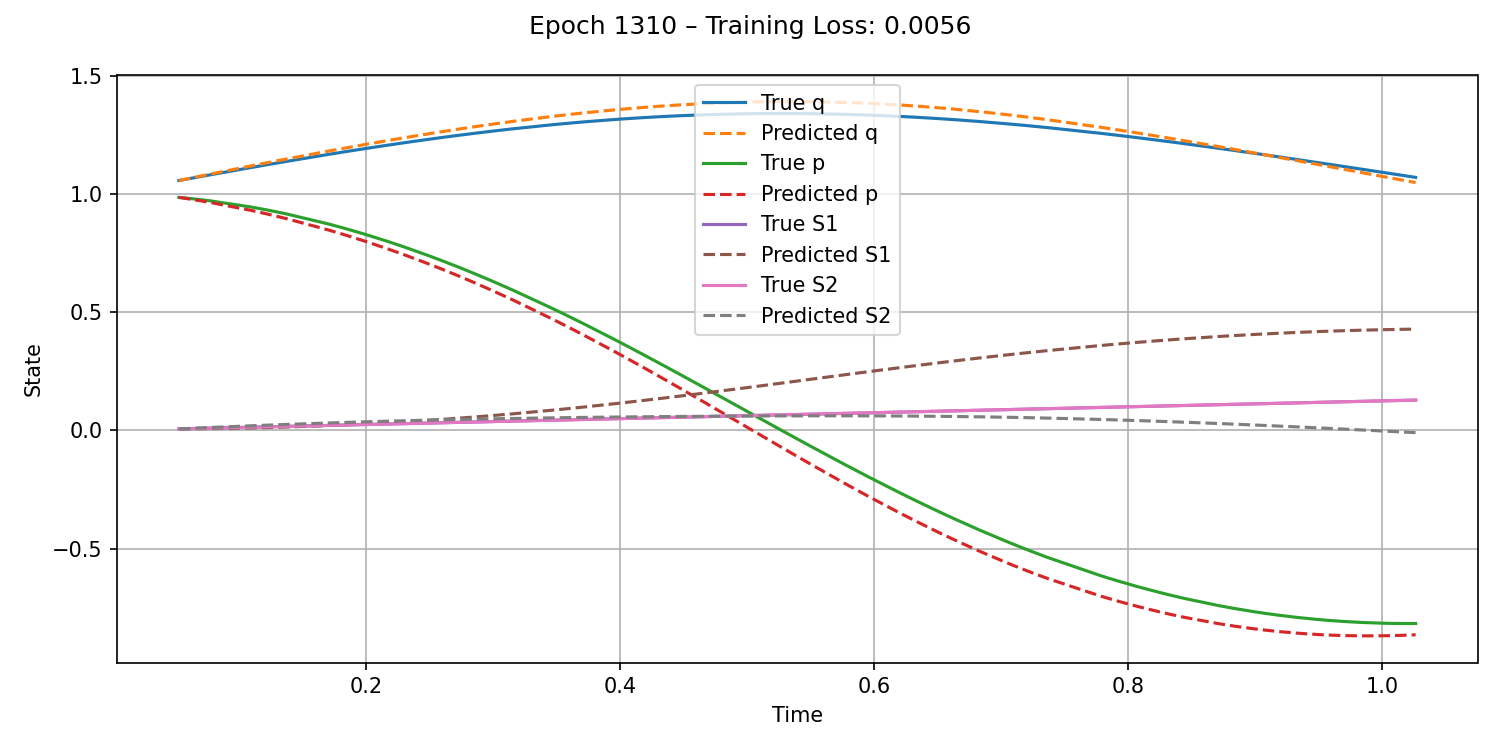 Epoch 1310 – Training Loss: 0.0056
1.5
1.0
0.5
0.0
−0.5
State
True q
Predicted q
True p
Predicted p
True S1
Predicted S1
True S2
Predicted S2
0.2
0.4
0.6
0.8
1.0
Time